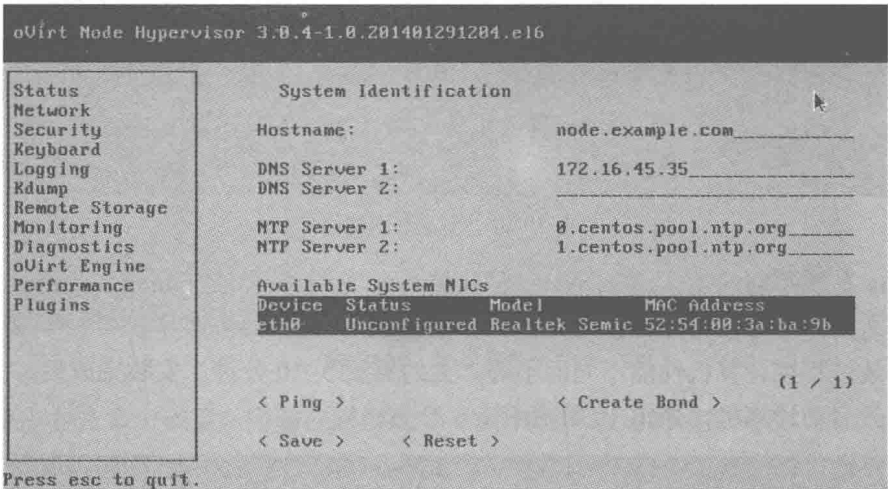 oVirt Node Hypervisor 3.0.4-1.0.201401291204.el6
Status
Network
Security
Keyboard
Logging
Kdump
Remote Storage
Monitoring
Diagnostics
oVirt Engine
Performance
Plugins
System Identification
Hostname: node.example.com
DNS Server 1: 172.16.45.35
DNS Server 2:
NTP Server 1: 0.centos.pool.ntp.org
NTP Server 2: 1.centos.pool.ntp.org
Available System NICs
Device Status Model MAC Address
eth0 Unconfigured Realtek Semic 52:54:00:3a:ba:9b
(1 / 1)
< Ping > < Create Bond >
< Save > < Reset >
Press esc to quit.